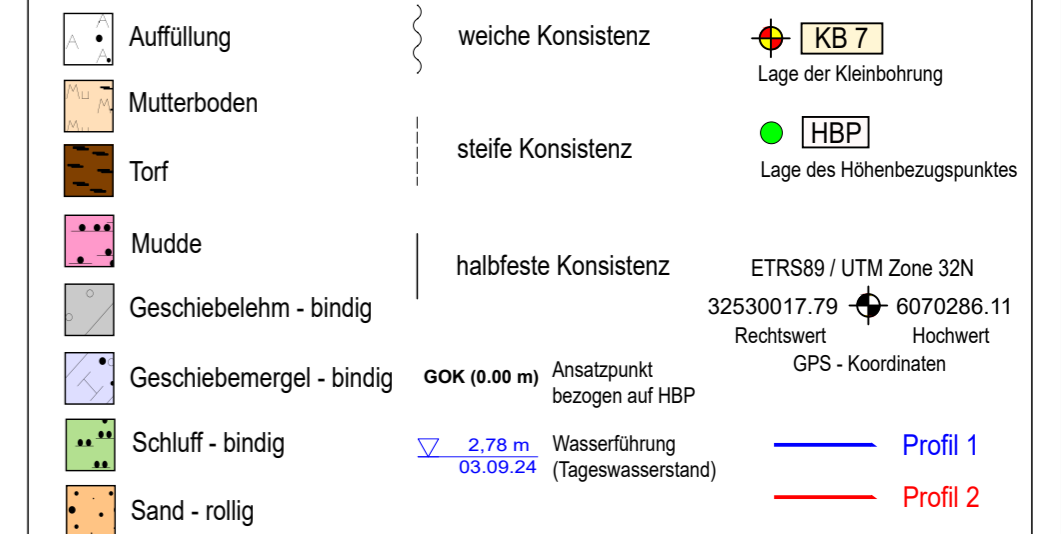 Auffüllung
Mutterboden
Torf
Mudde
Geschiebelehm - bindig
Geschiebemergel - bindig
Schluff - bindig
Sand - rollig
weiche Konsistenz
steife Konsistenz
halbfeste Konsistenz
GOK (0.00 m)
Ansatzpunkt
bezogen auf HBP
2,78 m
03.09.24
Wasserführung
(Tageswasserstand)
KB 7
Lage der Kleinbohrung
HBP
Lage des Höhenbezugspunktes
ETRS89 / UTM Zone 32N
32530017.79 6070286.11
Rechtswert Hochwert
GPS - Koordinaten
Profil 1
Profil 2